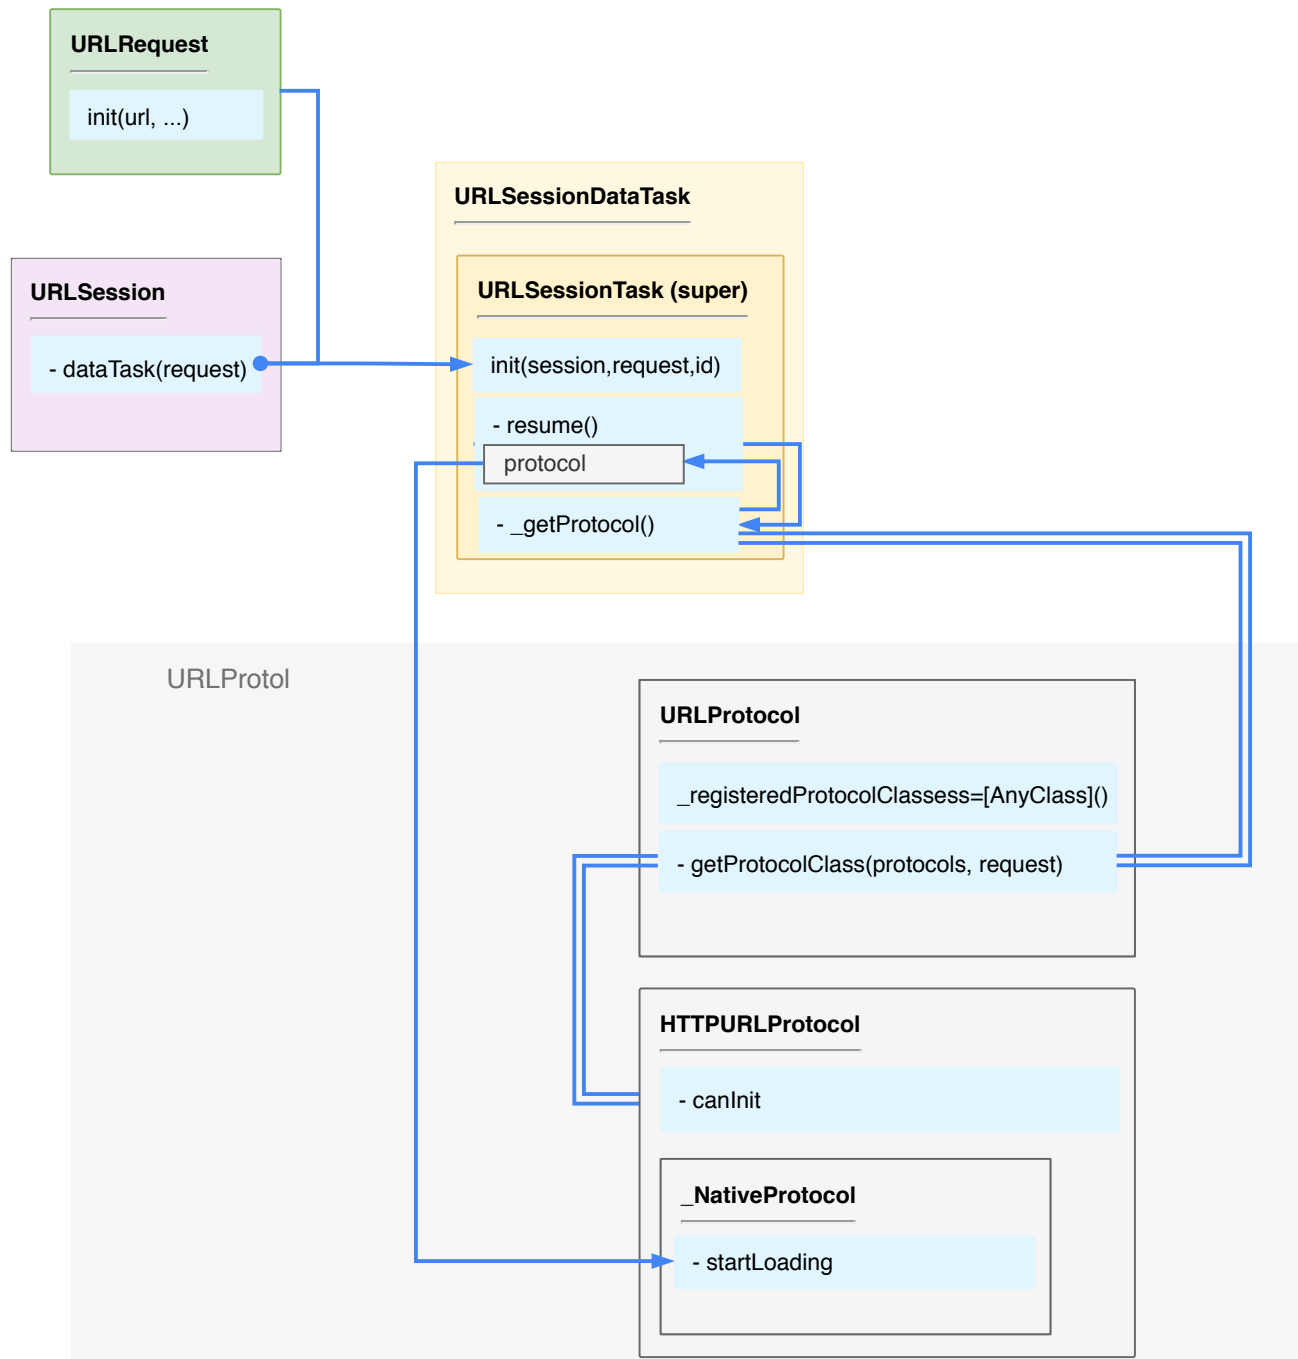 URLRequest
init(url, ...)
URLSessionDataTask
URLSession
- dataTask(request)
URLSessionTask (super)
init(session,request,id)
- resume()
protocol
- _getProtocol()
URLProtol
URLProtocol
_registeredProtocolClassess=[AnyClass]()
- getProtocolClass(protocols, request)
HTTPURLProtocol
- canInit
_NativeProtocol
- startLoading